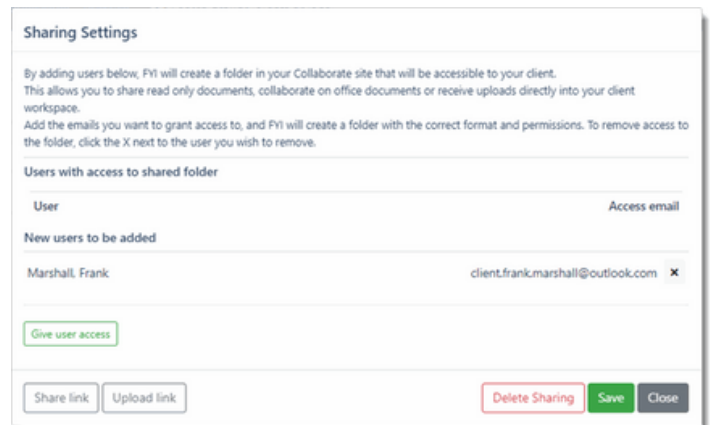 Sharing Settings
By adding users below, FYI will create a folder in your Collaborate site that will be accessible to your client.
This allows you to share read only documents, collaborate on office documents or receive uploads directly into your client
workspace.
Add the emails you want to grant access to, and FYI will create a folder with the correct format and permissions. To remove access to
the folder, click the X next to the user you wish to remove.
Users with access to shared folder
User Access email
New users to be added
Marshall, Frank client.frank.marshall@outlook.com ×
Give user access
Share link Upload link Delete Sharing Save Close